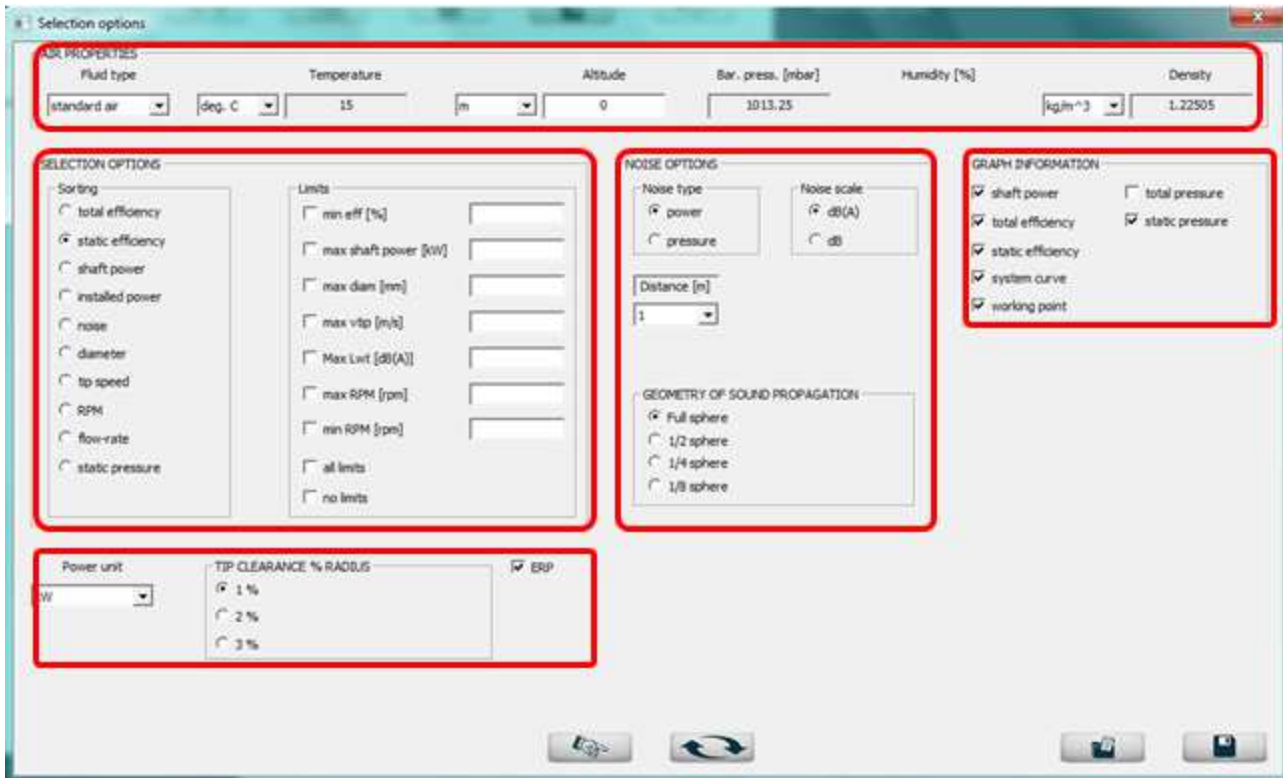 Selection options
AIR PROPERTIES
Fluid type Temperature Altitude Bar. press. [mbar] Humidity [%] Density
standard air deg. C 15 m 0 1013.25 kg/m^3 1.22505
SELECTION OPTIONS
Sorting
total efficiency
static efficiency
shaft power
installed power
noise
diameter
tip speed
RPM
flow-rate
static pressure
Limits
min eff [%]
max shaft power [kW]
max diam [mm]
max vtip [m/s]
Max Lwt [dB(A)]
max RPM [rpm]
min RPM [rpm]
all limits
no limits
NOISE OPTIONS
Noise type
power
pressure
Noise scale
dB(A)
dB
Distance [m]
1
GEOMETRY OF SOUND PROPAGATION
Full sphere
1/2 sphere
1/4 sphere
1/8 sphere
GRAPH INFORMATION
shaft power total pressure
total efficiency static pressure
static efficiency
system curve
working point
Power unit
TIP CLEARANCE % RADIUS
1 %
2 %
3 %
ERP